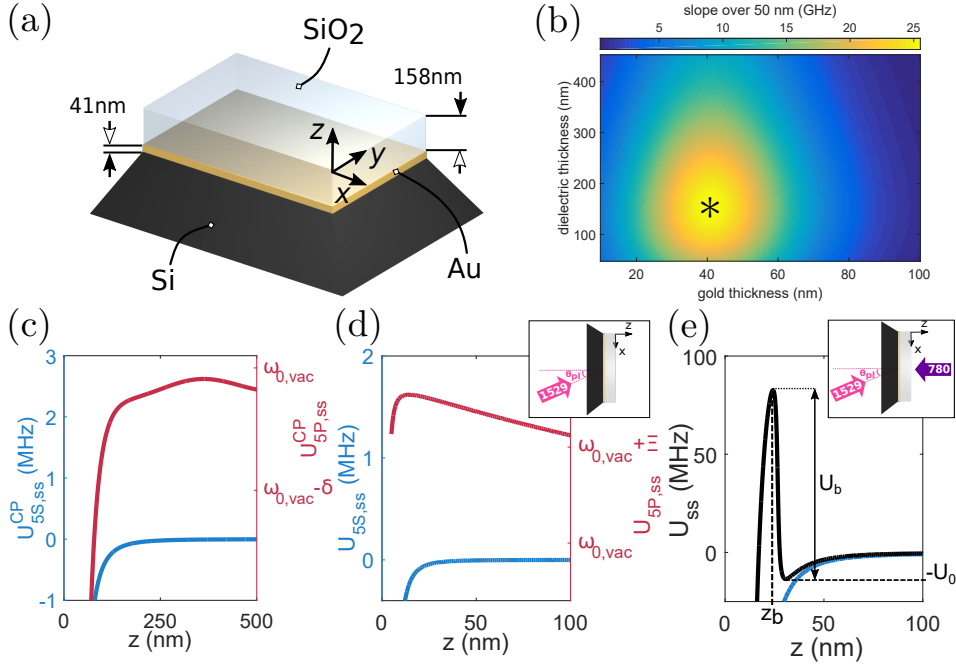 (a)
SiO2
158nm
41nm
z
y
x
Si
Au
(b)
slope over 50 nm (GHz)
5 10 15 20 25
dielectric thickness (nm)
400
300
200
100
*
20 40 60 80 100
gold thickness (nm)
(c)
U^CP_5S,ss (MHz)
3
2
1
0
-1
0 250 500
z (nm)
ω0,vac
ω0,vac-δ
U^CP_5P,ss
(d)
U5S,ss (MHz)
2
1
0
0 50 100
z (nm)
ω0,vac+Ξ
ω0,vac
U5P,ss
z
x
θpl
1529
(e)
Uss (MHz)
100
50
0
0 50 100
zb
z (nm)
Ub
-U0
z
x
θpl
1529
780